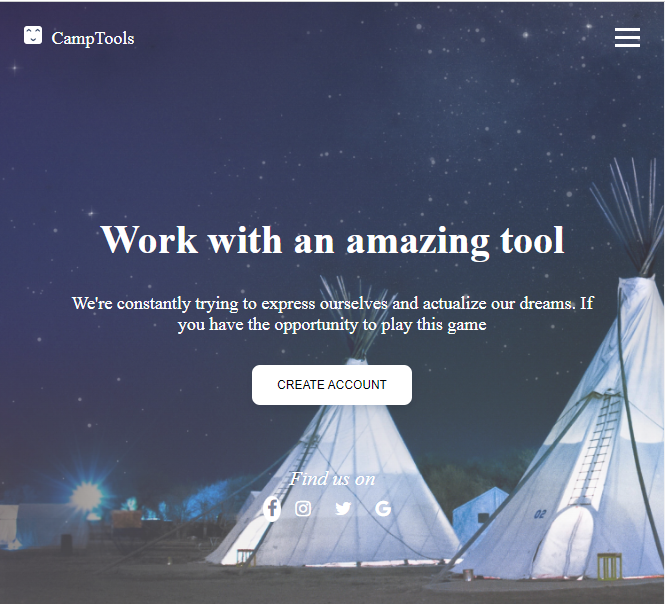 CampTools
Work with an amazing tool
We're constantly trying to express ourselves and actualize our dreams. If
you have the opportunity to play this game
CREATE ACCOUNT
Find us on
02